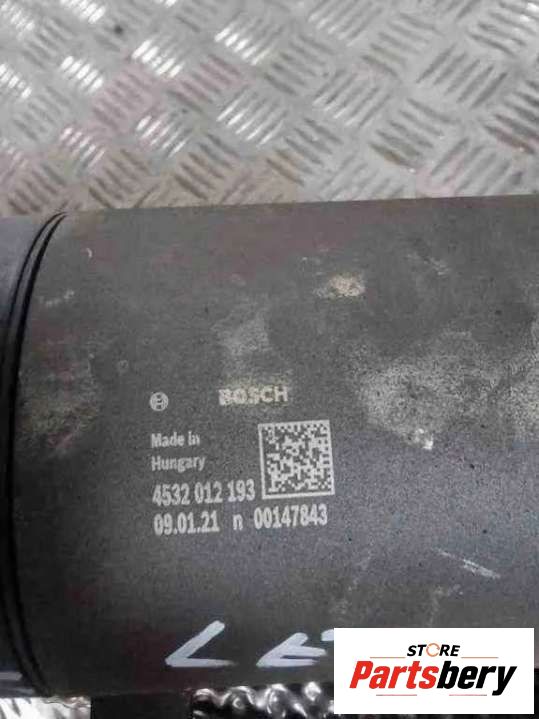 BOSCH
Made in
Hungary
4532 012 193
09.01.21 n 00147843
STORE
Partsbery